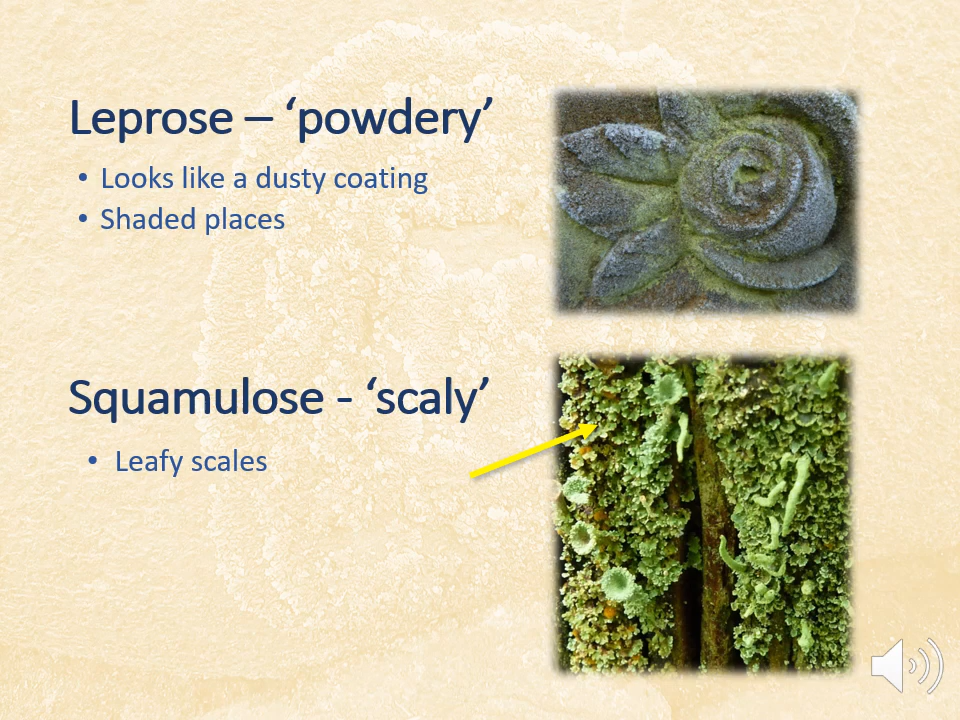 Leprose – ‘powdery’
• Looks like a dusty coating
• Shaded places
Squamulose - ‘scaly’
• Leafy scales